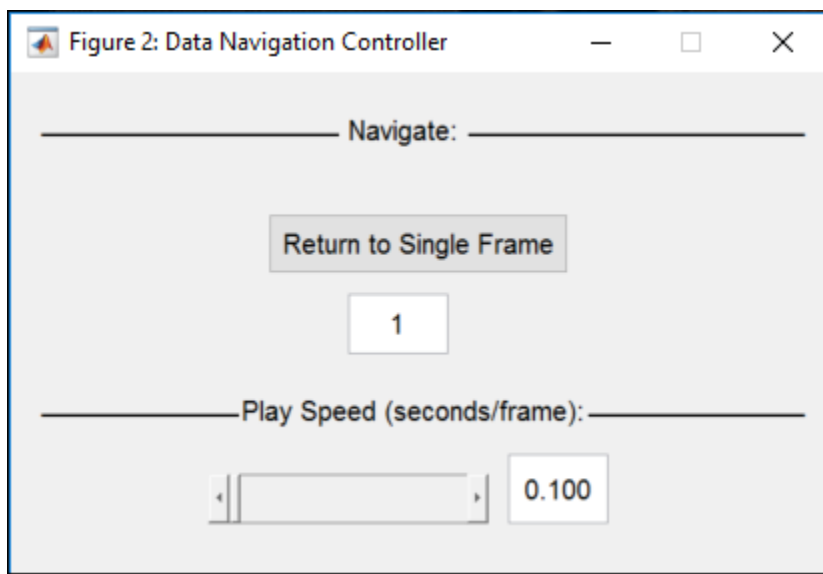 Figure 2: Data Navigation Controller
Navigate:
Return to Single Frame
1
Play Speed (seconds/frame):
0.100